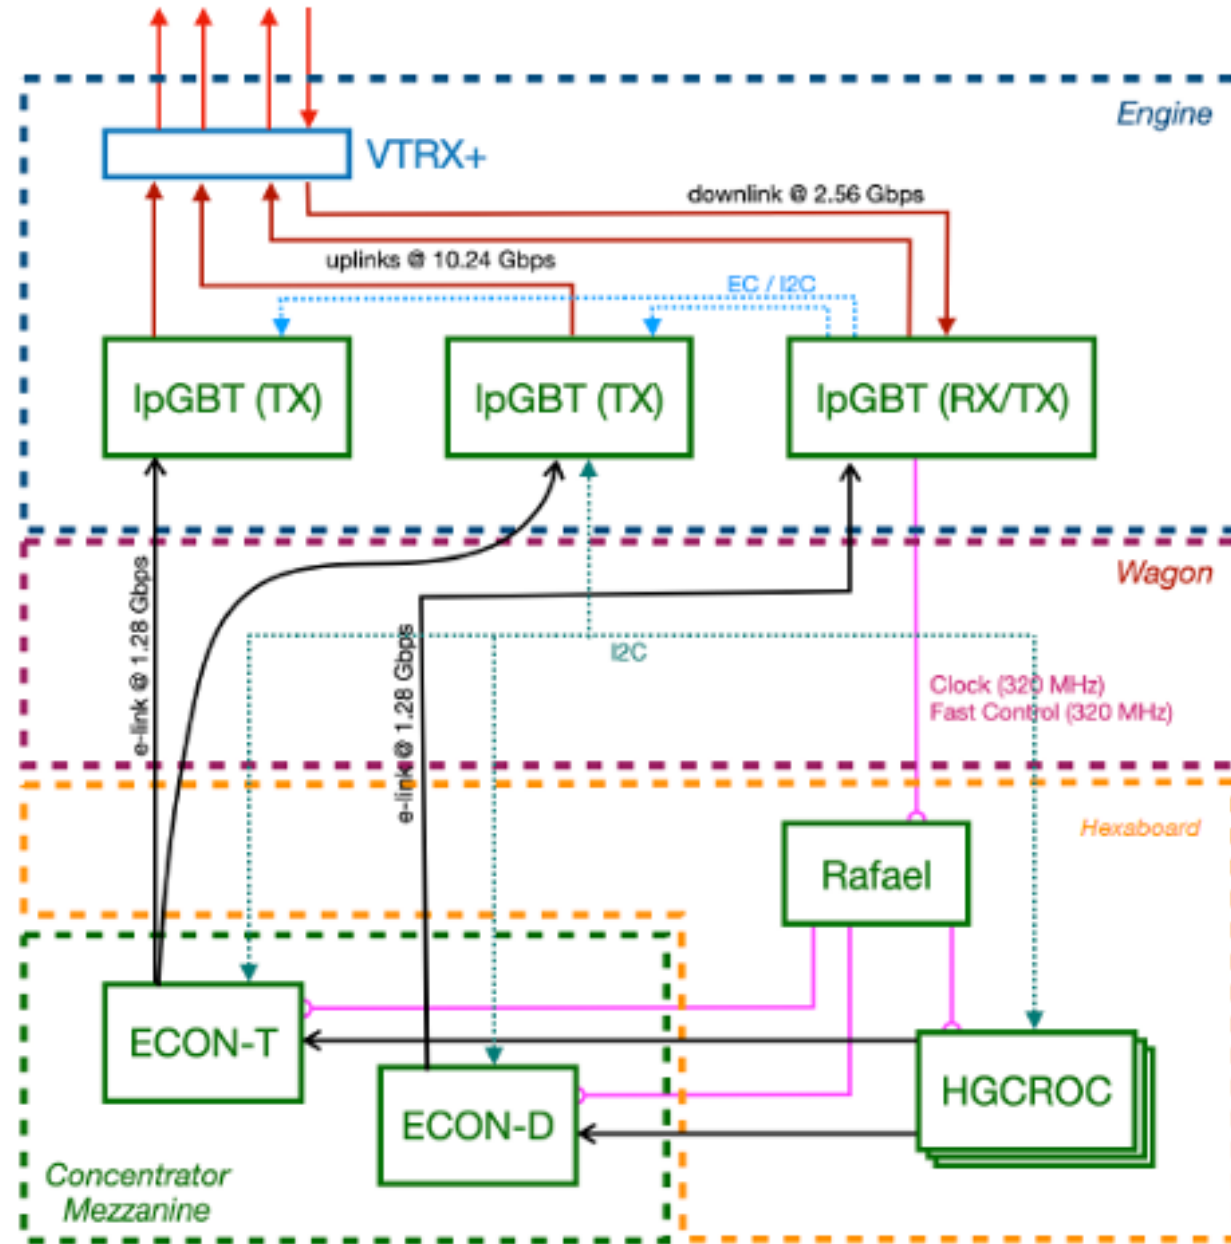 Engine
VTRX+
downlink @ 2.56 Gbps
uplinks @ 10.24 Gbps
EC / I2C
lpGBT (TX)
lpGBT (TX)
lpGBT (RX/TX)
Wagon
e-link @ 1.28 Gbps
e-link @ 1.28 Gbps
I2C
Clock (320 MHz)
Fast Control (320 MHz)
Hexaboard
Rafael
ECON-T
HGCROC
ECON-D
Concentrator
Mezzanine